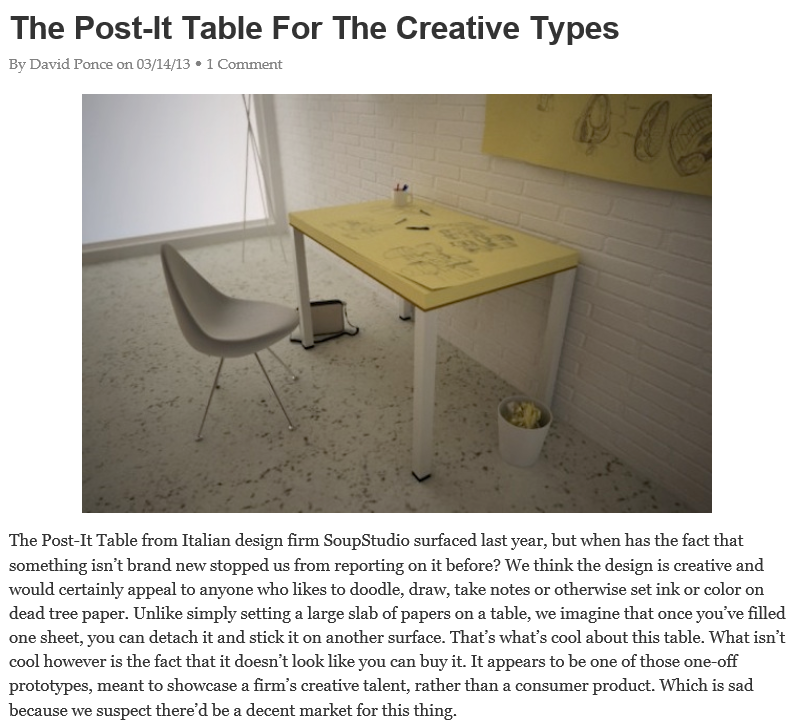 The Post-It Table For The Creative Types
By David Ponce on 03/14/13 • 1 Comment
The Post-It Table from Italian design firm SoupStudio surfaced last year, but when has the fact that
something isn’t brand new stopped us from reporting on it before? We think the design is creative and
would certainly appeal to anyone who likes to doodle, draw, take notes or otherwise set ink or color on
dead tree paper. Unlike simply setting a large slab of papers on a table, we imagine that once you’ve filled
one sheet, you can detach it and stick it on another surface. That’s what’s cool about this table. What isn’t
cool however is the fact that it doesn’t look like you can buy it. It appears to be one of those one-off
prototypes, meant to showcase a firm’s creative talent, rather than a consumer product. Which is sad
because we suspect there’d be a decent market for this thing.